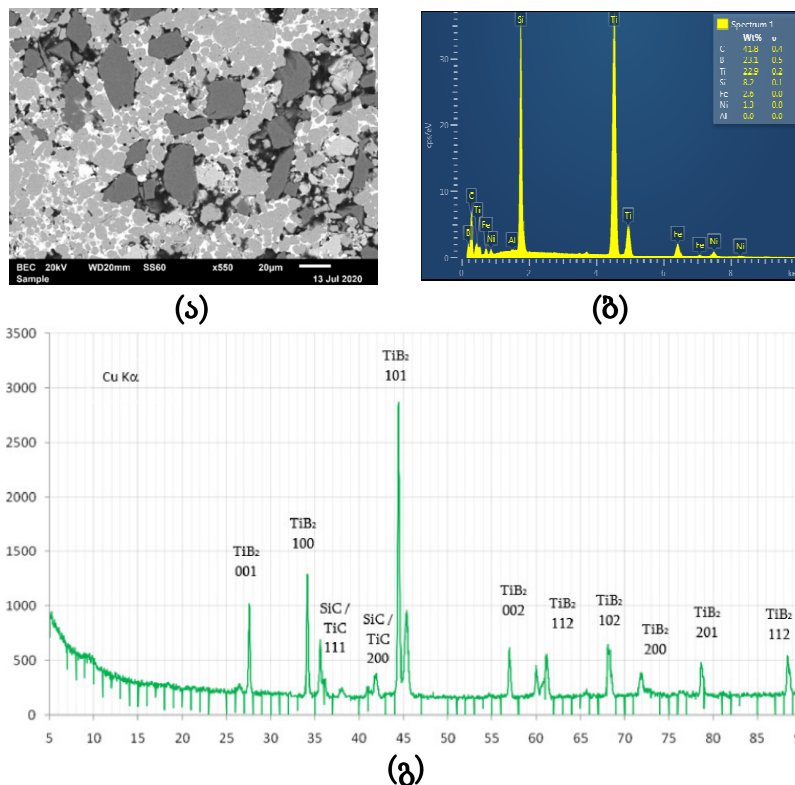 BEC 20kV WD20mm SS60 x550 20µm
Sample 13 Jul 2020
(ა)
cps/eV
30
20
10
0
0 2 4 6 8
Si
Ti
C
Ti
B
Fe
Ni
Al
Ti
Fe
Fe
Ni
Ni
Spectrum 1
Wt% σ
C 41.8 0.4
B 23.1 0.5
Ti 22.9 0.2
Si 8.2 0.1
Fe 2.6 0.0
Ni 1.3 0.0
Al 0.0 0.0
(ბ)
3500
3000
2500
2000
1500
1000
500
0
Cu Kα
TiB₂
001
TiB₂
100
SiC /
TiC
111
SiC /
TiC
200
TiB₂
101
TiB₂
002
TiB₂
112
TiB₂
102
TiB₂
200
TiB₂
201
TiB₂
112
5 10 15 20 25 30 35 40 45 50 55 60 65 70 75 80 85
(გ)